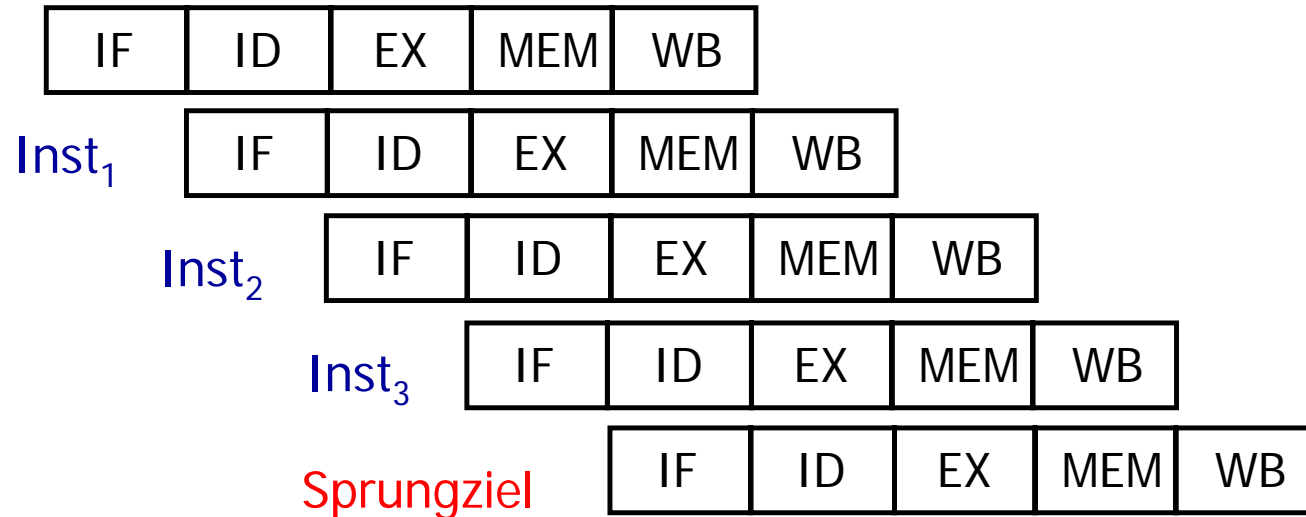 IF ID EX MEM WB
Inst₁ IF ID EX MEM WB
Inst₂ IF ID EX MEM WB
Inst₃ IF ID EX MEM WB
Sprungziel IF ID EX MEM WB